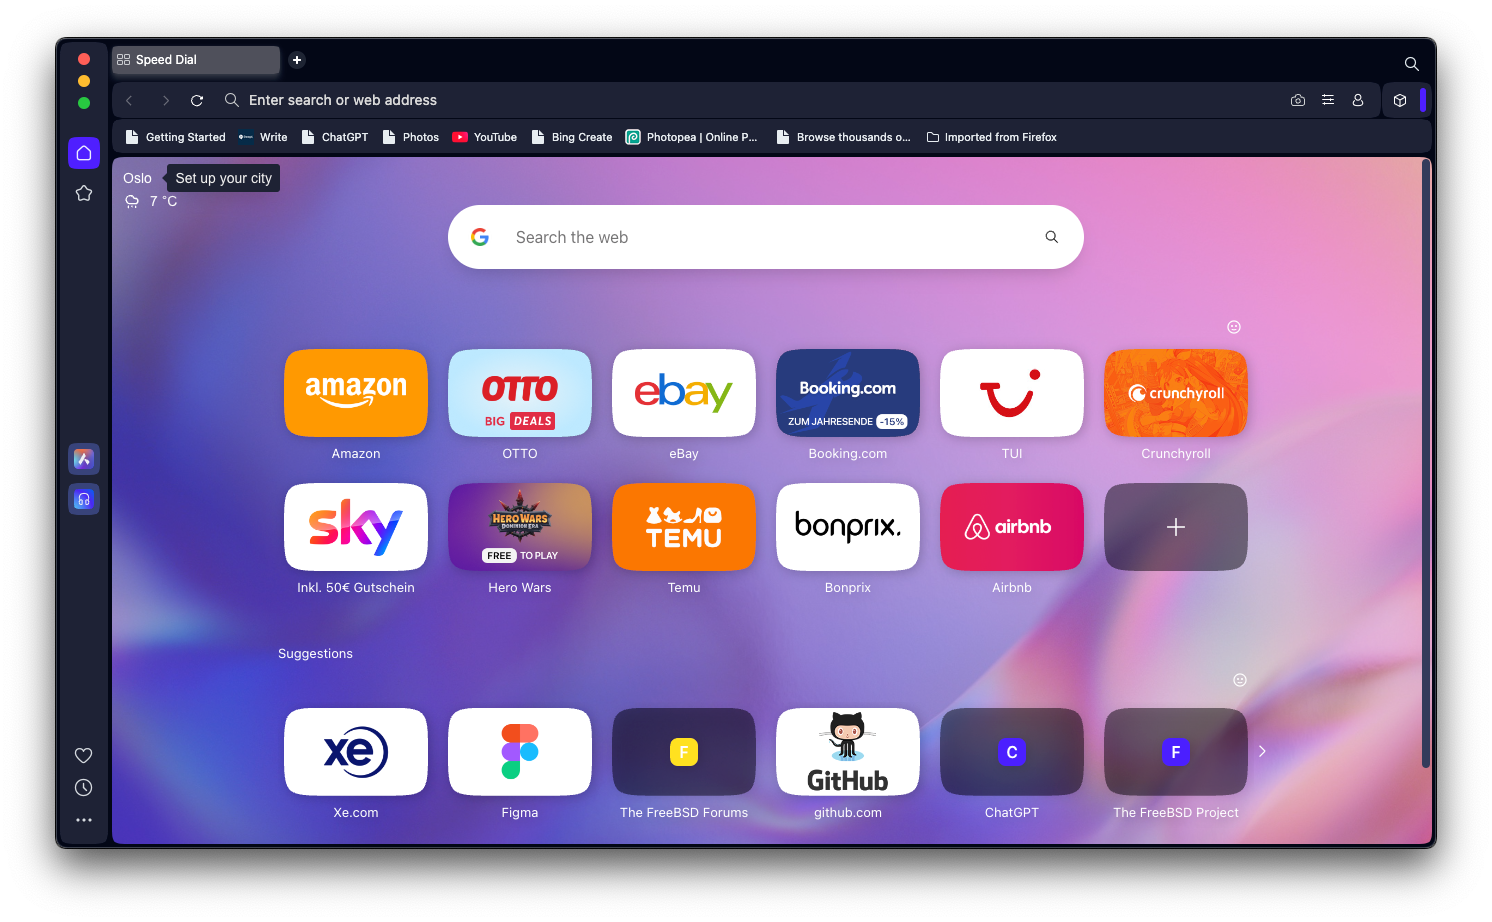 Speed Dial
Enter search or web address
Getting Started Write ChatGPT Photos YouTube Bing Create Photopea | Online P... Browse thousands o... Imported from Firefox
Oslo Set up your city
7 °C
Search the web
amazon
OTTO
BIG DEALS
ebay
Booking.com
ZUM JAHRESENDE -15%
crunchyroll
Amazon OTTO eBay Booking.com TUI Crunchyroll
sky
HERO WARS
DOMINION ERA
FREE TO PLAY
TEMU
bonprix.
airbnb
Inkl. 50€ Gutschein Hero Wars Temu Bonprix Airbnb
Suggestions
xe
F
GitHub
C
F
Xe.com Figma The FreeBSD Forums github.com ChatGPT The FreeBSD Project